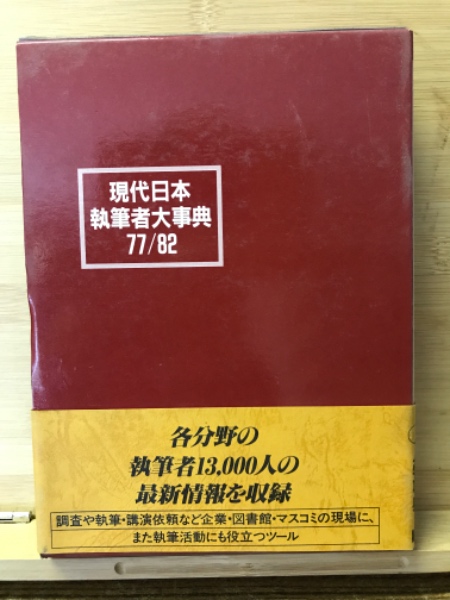 現代日本
執筆者大事典
77/82
各分野の
執筆者13,000人の
最新情報を収録
調査や執筆・講演依頼など企業・図書館・マスコミの現場に、
また執筆活動にも役立つツール